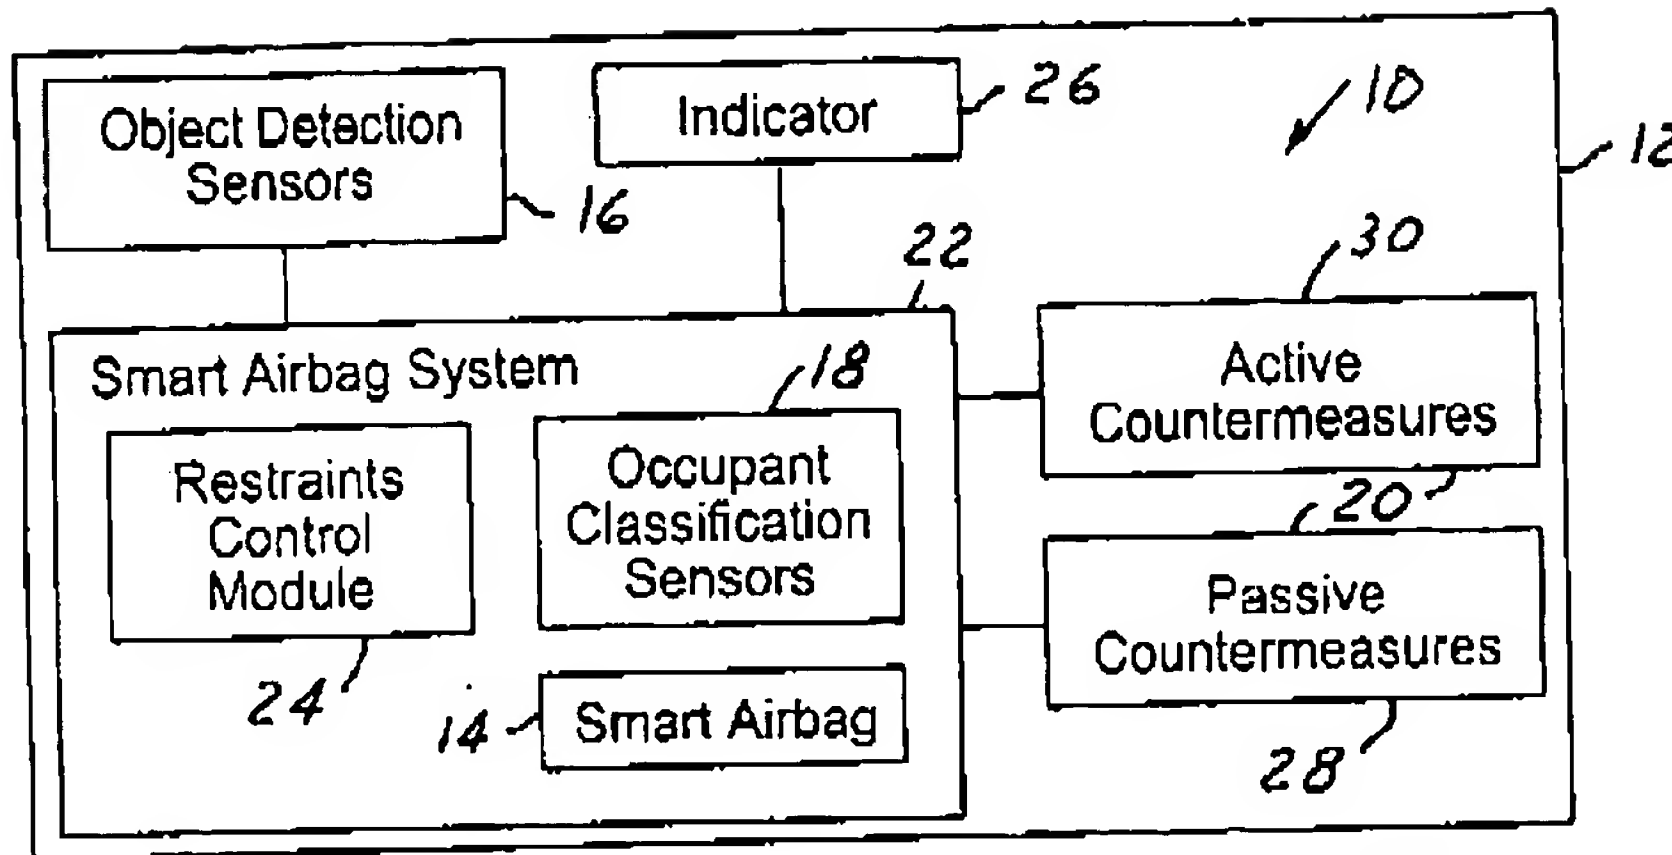 Object Detection
Sensors
16
Indicator
26
10
12
22
30
Smart Airbag System
18
Restraints
Control
Module
24
Occupant
Classification
Sensors
14
Smart Airbag
Active
Countermeasures
20
Passive
Countermeasures
28